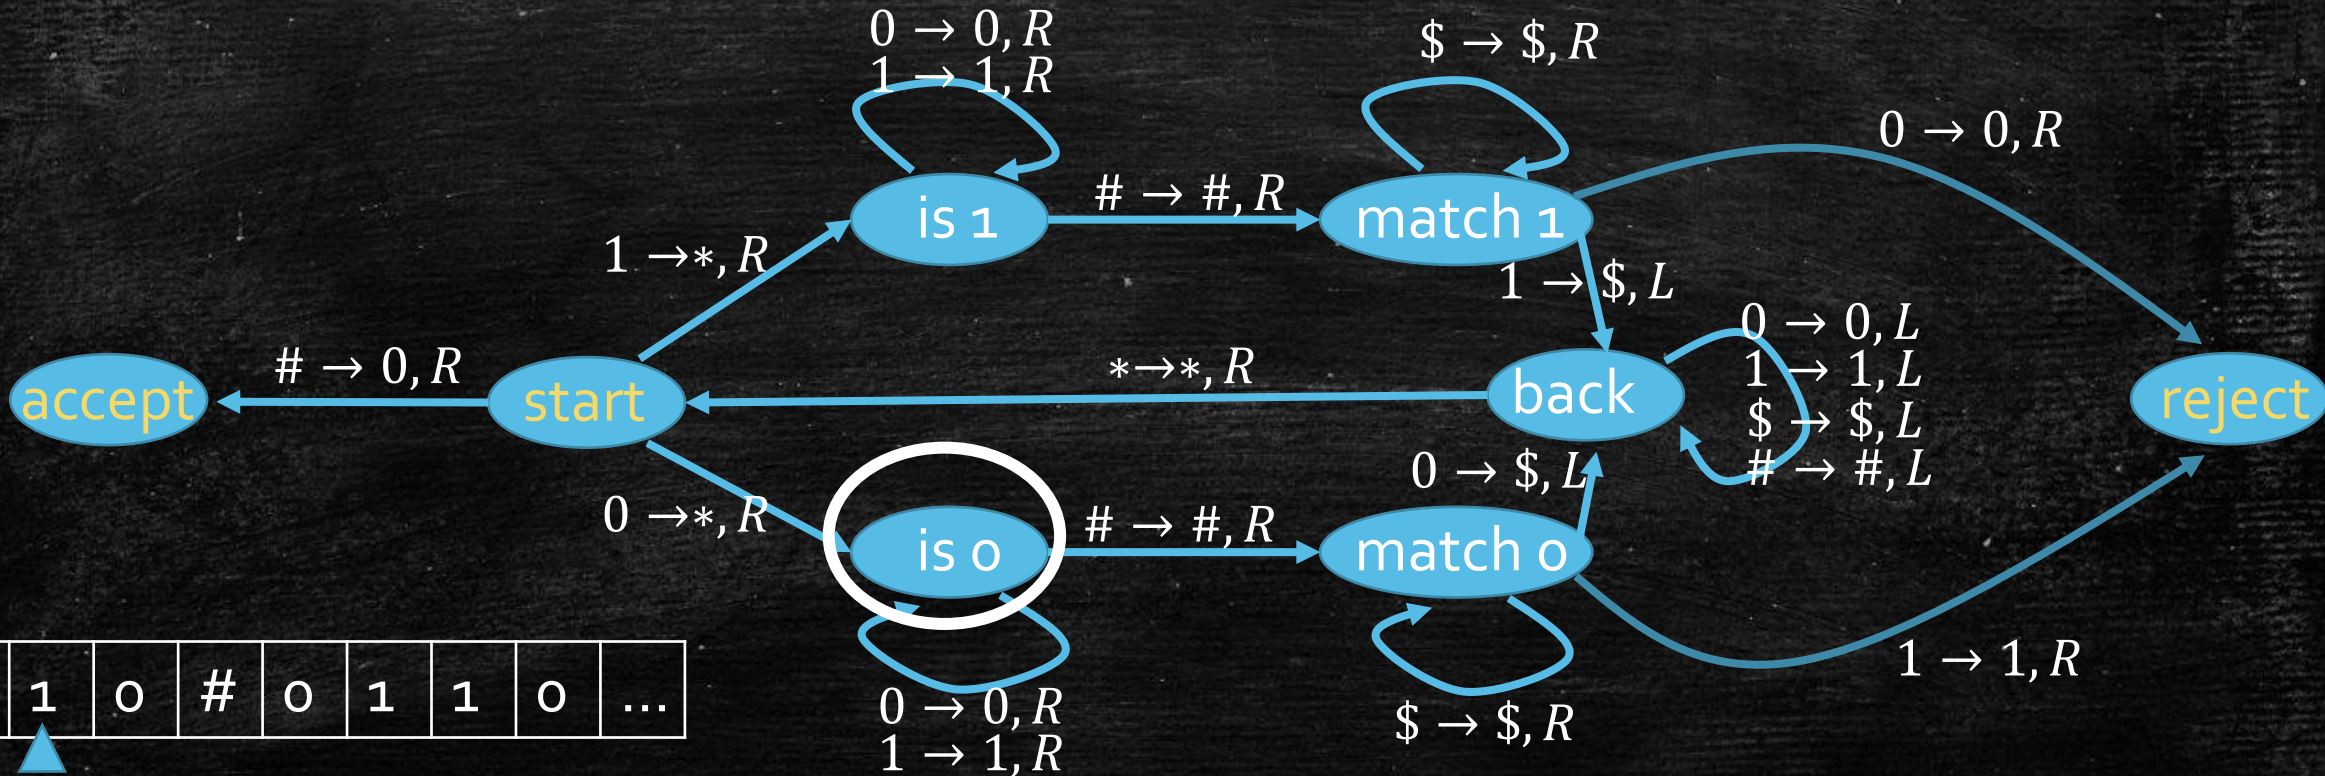 0 → 0, R
1 → 1, R
$ → $, R
0 → 0, R
is 1
# → #, R
match 1
1 →*, R
1 → $, L
0 → 0, L
1 → 1, L
$ → $, L
# → #, L
accept
# → 0, R
start
*→*, R
back
reject
0 →*, R
is 0
# → #, R
match 0
0 → $, L
0 → 0, R
1 → 1, R
$ → $, R
1 → 1, R
1 0 # 0 1 1 0 ...